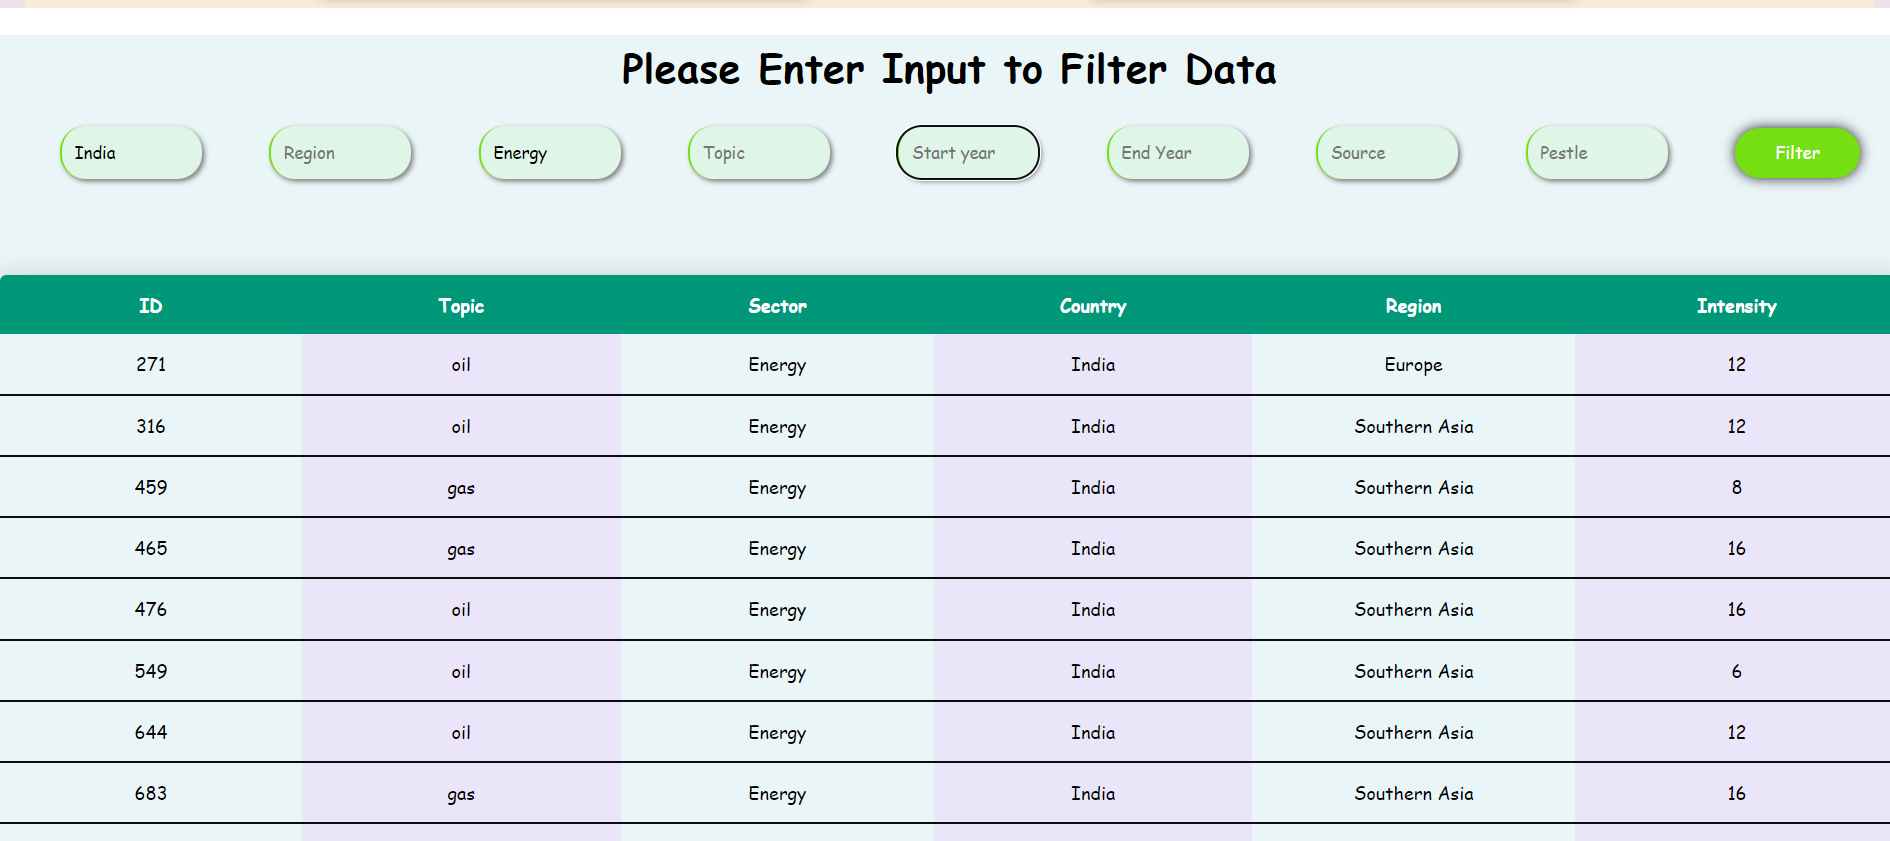 Please Enter Input to Filter Data
India Region Energy Topic Start year End Year Source Pestle Filter
ID Topic Sector Country Region Intensity
271 oil Energy India Europe 12
316 oil Energy India Southern Asia 12
459 gas Energy India Southern Asia 8
465 gas Energy India Southern Asia 16
476 oil Energy India Southern Asia 16
549 oil Energy India Southern Asia 6
644 oil Energy India Southern Asia 12
683 gas Energy India Southern Asia 16